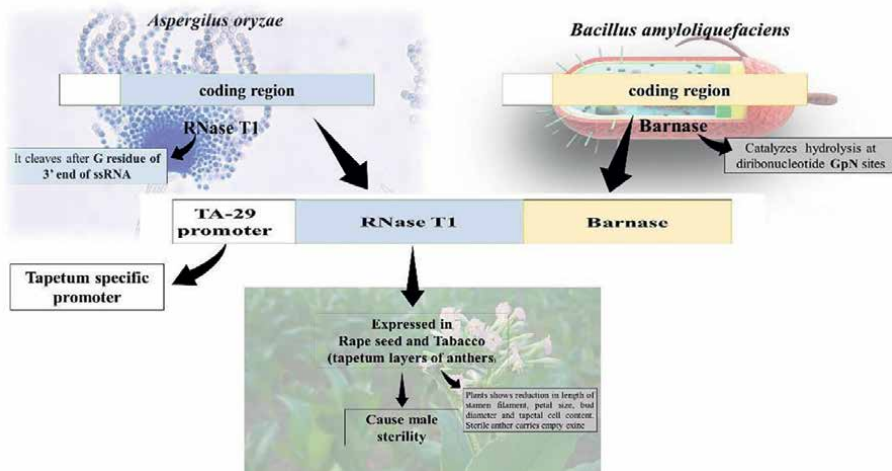 Aspergilus oryzae
Bacillus amyloliquefaciens
coding region
RNase T1
It cleaves after G residue of
3' end of ssRNA
coding region
Barnase
Catalyzes hydrolysis at
diribonucleotide GpN sites
TA-29
promoter
RNase T1
Barnase
Tapetum specific
promoter
Expressed in
Rape seed and Tabacco
(tapetum layers of anthers)
Cause male
sterility
Plants shows reduction in length of
stamen filament, petal size, bud
diameter and tapetal cell content.
Sterile anther carries empty exine